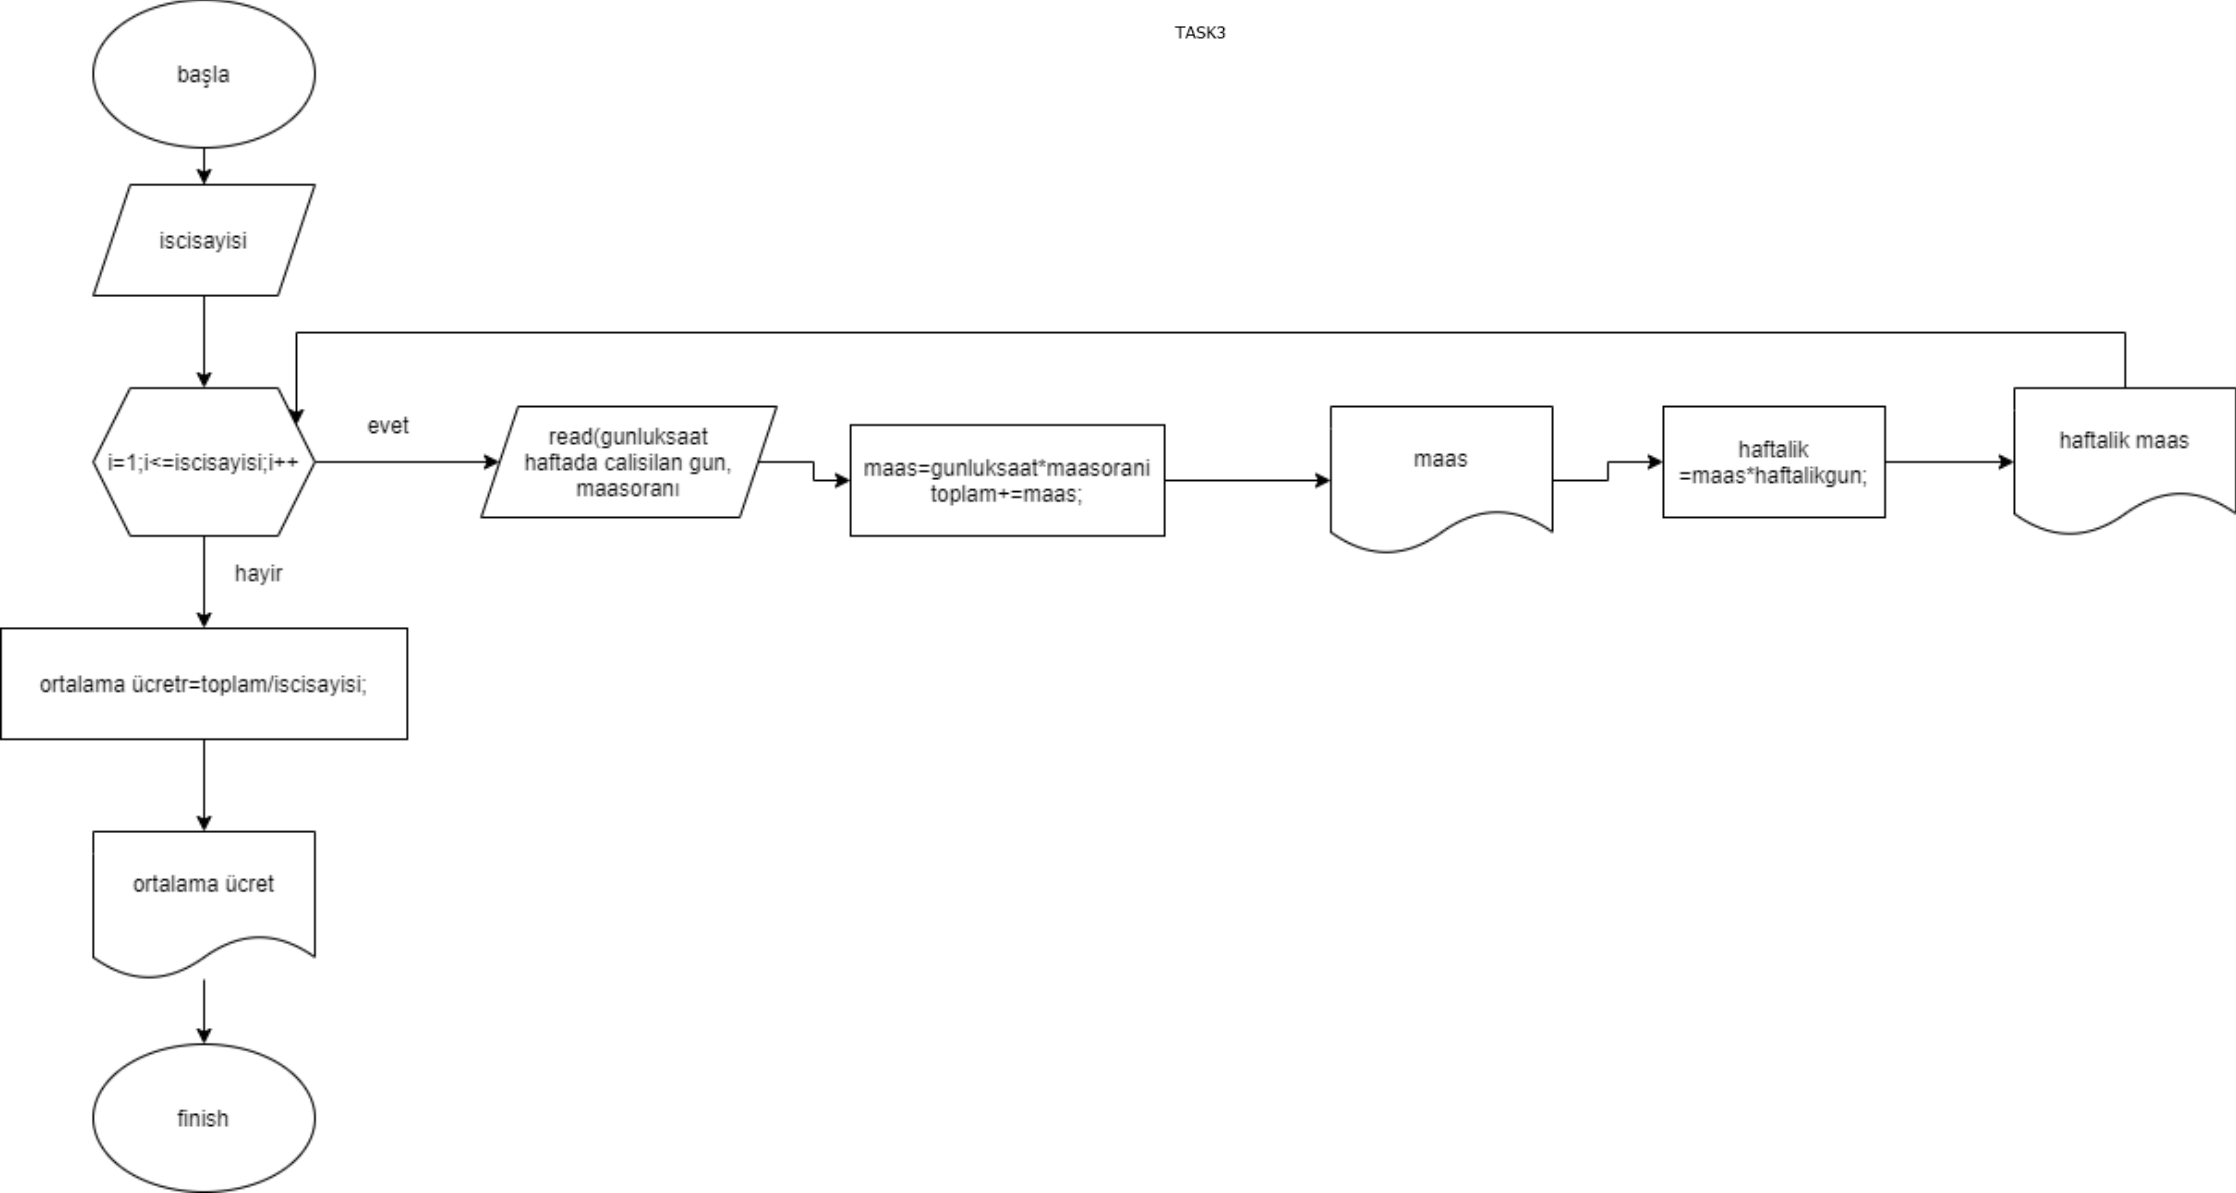 TASK3
başla
iscisayisi
i=1;i<=iscisayisi;i++
evet
read(gunluksaat
haftada calisilan gun,
maasoranı
maas=gunluksaat*maasorani
toplam+=maas;
maas
haftalik
=maas*haftalikgun;
haftalik maas
hayir
ortalama ücretr=toplam/iscisayisi;
ortalama ücret
finish